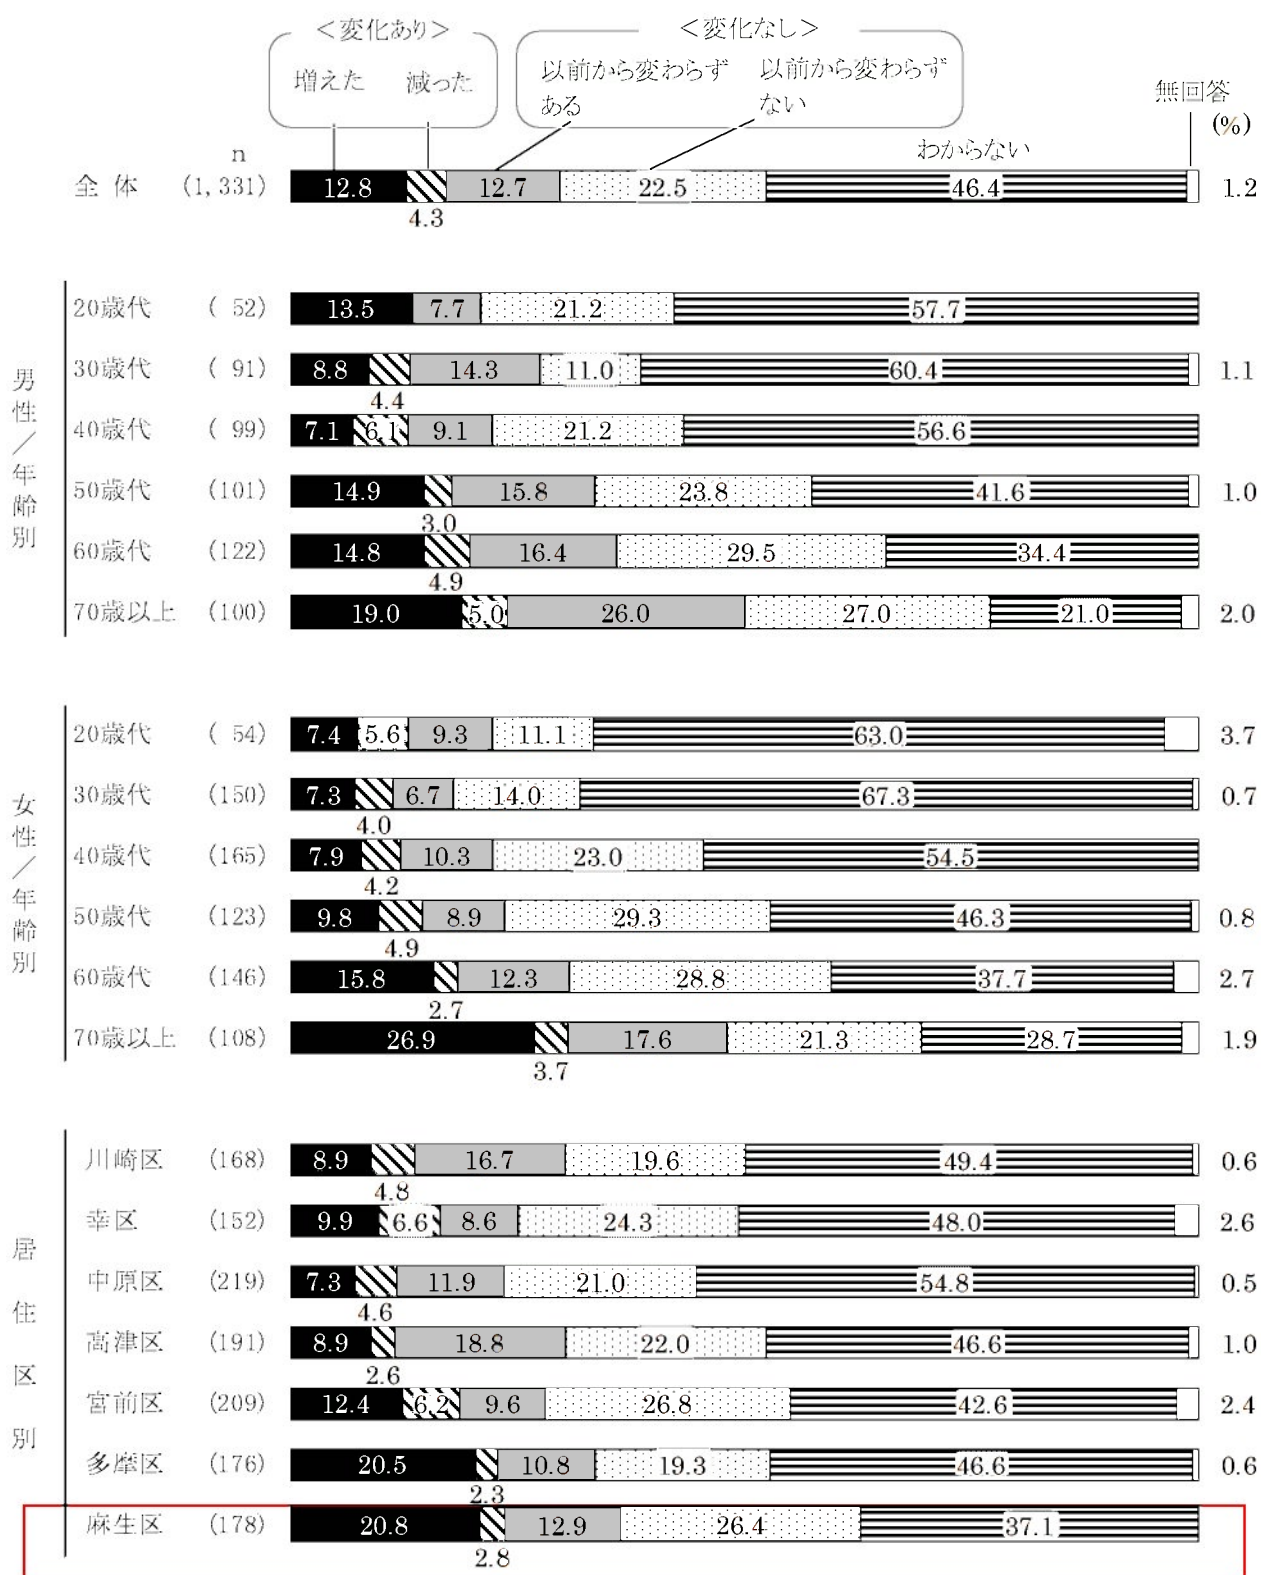 ＜変化あり＞ ＜変化なし＞
増えた 減った 以前から変わらず 以前から変わらず
ある ない 無回答
(%)
わからない
n
全 体 (1,331) 12.8 12.7 22.5 46.4 1.2
4.3
男性／年齢別
20歳代 ( 52) 13.5 7.7 21.2 57.7
30歳代 ( 91) 8.8 14.3 11.0 60.4 1.1
4.4
40歳代 ( 99) 7.1 6.1 9.1 21.2 56.6
50歳代 (101) 14.9 15.8 23.8 41.6 1.0
3.0
60歳代 (122) 14.8 16.4 29.5 34.4
4.9
70歳以上 (100) 19.0 5.0 26.0 27.0 21.0 2.0
女性／年齢別
20歳代 ( 54) 7.4 5.6 9.3 11.1 63.0 3.7
30歳代 (150) 7.3 6.7 14.0 67.3 0.7
4.0
40歳代 (165) 7.9 10.3 23.0 54.5
4.2
50歳代 (123) 9.8 8.9 29.3 46.3 0.8
4.9
60歳代 (146) 15.8 12.3 28.8 37.7 2.7
2.7
70歳以上 (108) 26.9 17.6 21.3 28.7 1.9
3.7
居住区別
川崎区 (168) 8.9 16.7 19.6 49.4 0.6
4.8
幸区 (152) 9.9 6.6 8.6 24.3 48.0 2.6
中原区 (219) 7.3 11.9 21.0 54.8 0.5
4.6
高津区 (191) 8.9 18.8 22.0 46.6 1.0
2.6
宮前区 (209) 12.4 6.2 9.6 26.8 42.6 2.4
多摩区 (176) 20.5 10.8 19.3 46.6 0.6
2.3
麻生区 (178) 20.8 12.9 26.4 37.1
2.8